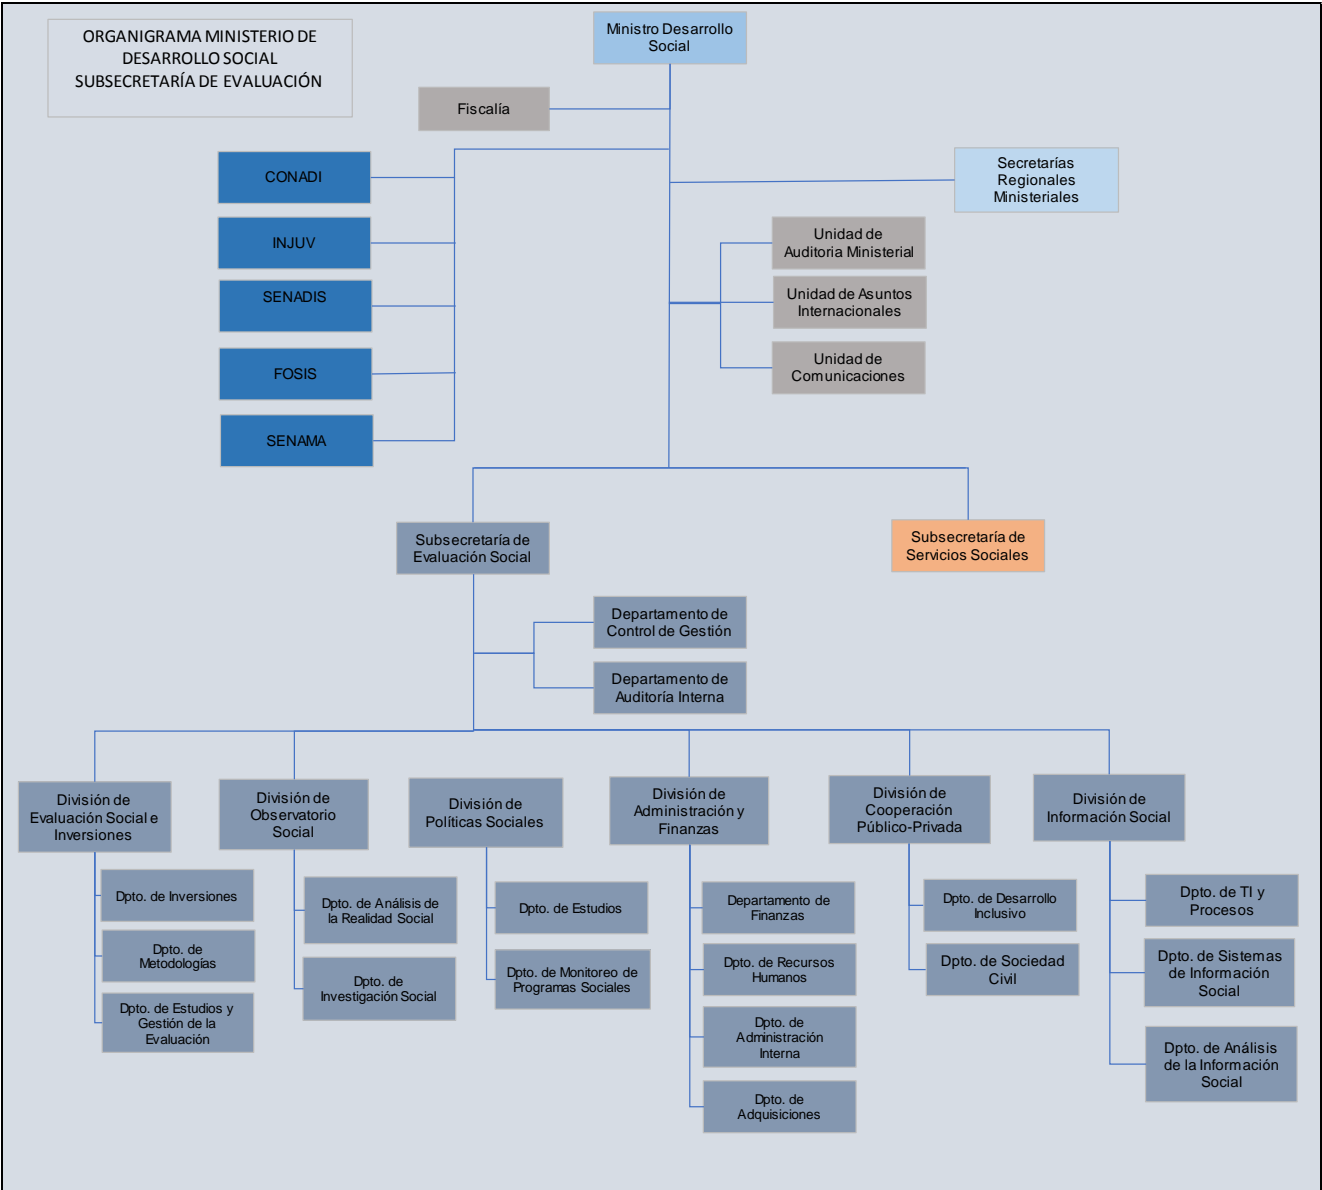 ORGANIGRAMA MINISTERIO DE
DESARROLLO SOCIAL
SUBSECRETARÍA DE EVALUACIÓN
Ministro Desarrollo
Social
Fiscalía
CONADI
INJUV
SENADIS
FOSIS
SENAMA
Secretarías
Regionales
Ministeriales
Unidad de
Auditoria Ministerial
Unidad de Asuntos
Internacionales
Unidad de
Comunicaciones
Subsecretaría de
Evaluación Social
Subsecretaría de
Servicios Sociales
Departamento de
Control de Gestión
Departamento de
Auditoría Interna
División de
Evaluación Social e
Inversiones
Dpto. de Inversiones
Dpto. de
Metodologías
Dpto. de Estudios y
Gestión de la
Evaluación
División de
Observatorio
Social
Dpto. de Análisis de
la Realidad Social
Dpto. de
Investigación Social
División de
Políticas Sociales
Dpto. de Estudios
Dpto. de Monitoreo de
Programas Sociales
División de
Administración y
Finanzas
Departamento de
Finanzas
Dpto. de Recursos
Humanos
Dpto. de
Administración
Interna
Dpto. de
Adquisiciones
División de
Cooperación
Público-Privada
Dpto. de Desarrollo
Inclusivo
Dpto. de Sociedad
Civil
División de
Información Social
Dpto. de TI y
Procesos
Dpto. de Sistemas
de Información
Social
Dpto. de Análisis
de la Información
Social